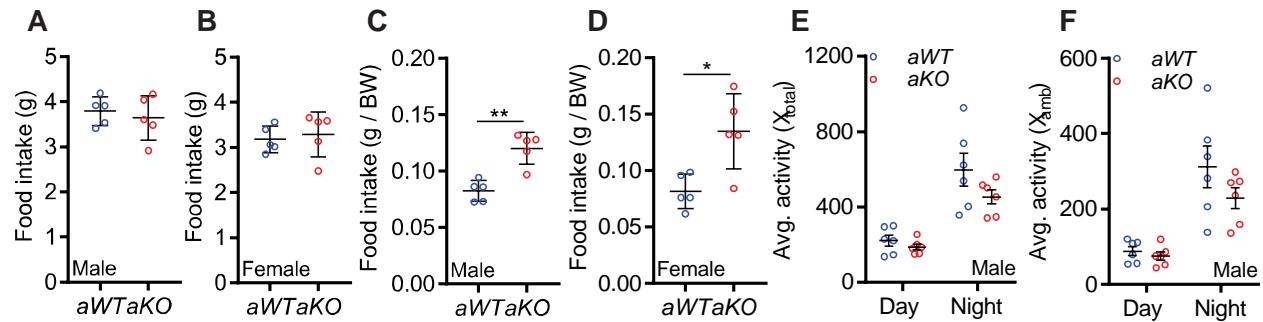 A
Food intake (g)
5
4
3
2
1
0
Male
aWTaKO
B
Food intake (g)
5
4
3
2
1
0
Female
aWTaKO
C
Food intake (g / BW)
0.20
0.15
0.10
0.05
0.00
**
Male
aWTaKO
D
Food intake (g / BW)
0.20
0.15
0.10
0.05
0.00
*
Female
aWTaKO
E
Avg. activity (Xtotal)
1200
800
400
0
aWT
aKO
Male
Day Night
F
Avg. activity (Xamb)
600
400
200
0
aWT
aKO
Male
Day Night